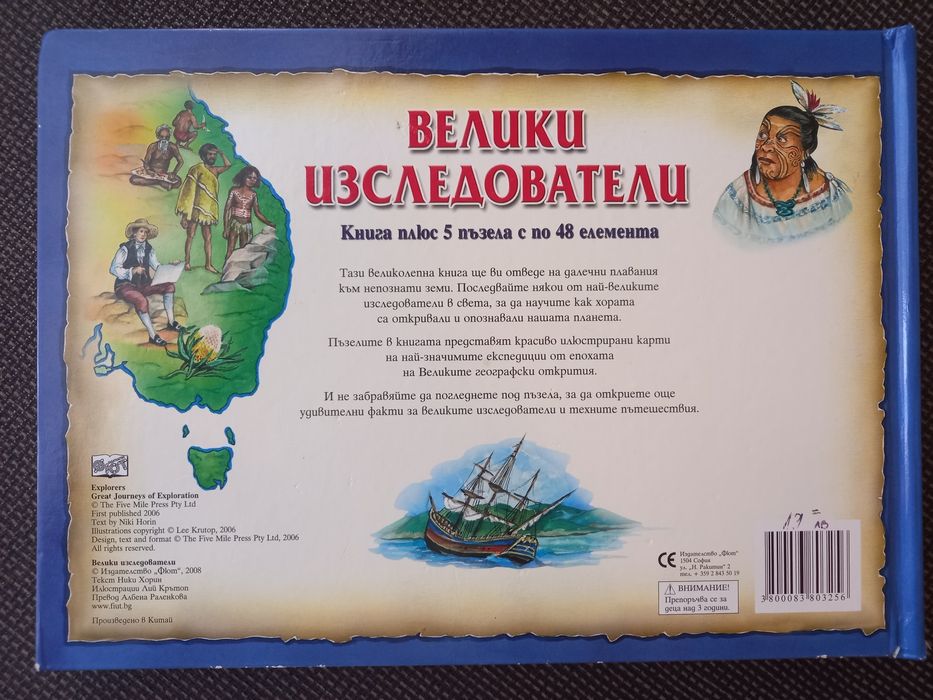 ВЕЛИКИ
ИЗСЛЕДОВАТЕЛИ
Книга плюс 5 пъзела с по 48 елемента
Тази великолепна книга ще ви отведе на далечни плавания
към непознати земи. Последвайте някои от най-великите
изследователи в света, за да научите как хората
са откривали и опознавали нашата планета.
Пъзелите в книгата представят красиво илюстрирани карти
на най-значимите експедиции от епохата
на Великите географски открития.
И не забравяйте да погледнете под пъзела, за да откриете още
удивителни факти за великите изследователи и техните пътешествия.
Explorers
Great Journeys of Exploration
© The Five Mile Press Pty Ltd
First published 2006
Text by Niki Horin
Illustrations copyright © Lee Krutop, 2006
Design, text and format © The Five Mile Press Pty Ltd, 2006
All rights reserved.
Велики изследователи
© Издателство „Фют“, 2008
Текст Ники Хорин
Илюстрации Лий Крътоп
Превод Албена Раленкова
www.fiut.bg
Произведено в Китай
CE
Издателство „Фют“
1504 София
ул. „И. Ракитин“ 2
тел. + 359 2 843 50 19
ВНИМАНИЕ!
Препоръчва се за
деца над 3 години.
лв
3 800083 803256